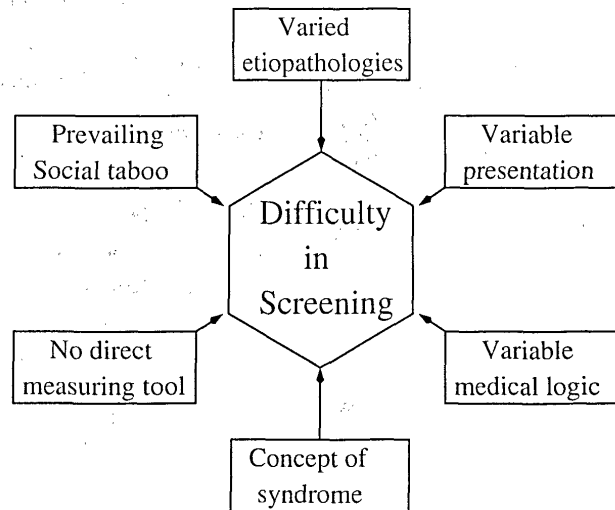 Varied
etiopathologies
Prevailing
Social taboo
Variable
presentation
Difficulty
in
Screening
No direct
measuring tool
Variable
medical logic
Concept of
syndrome